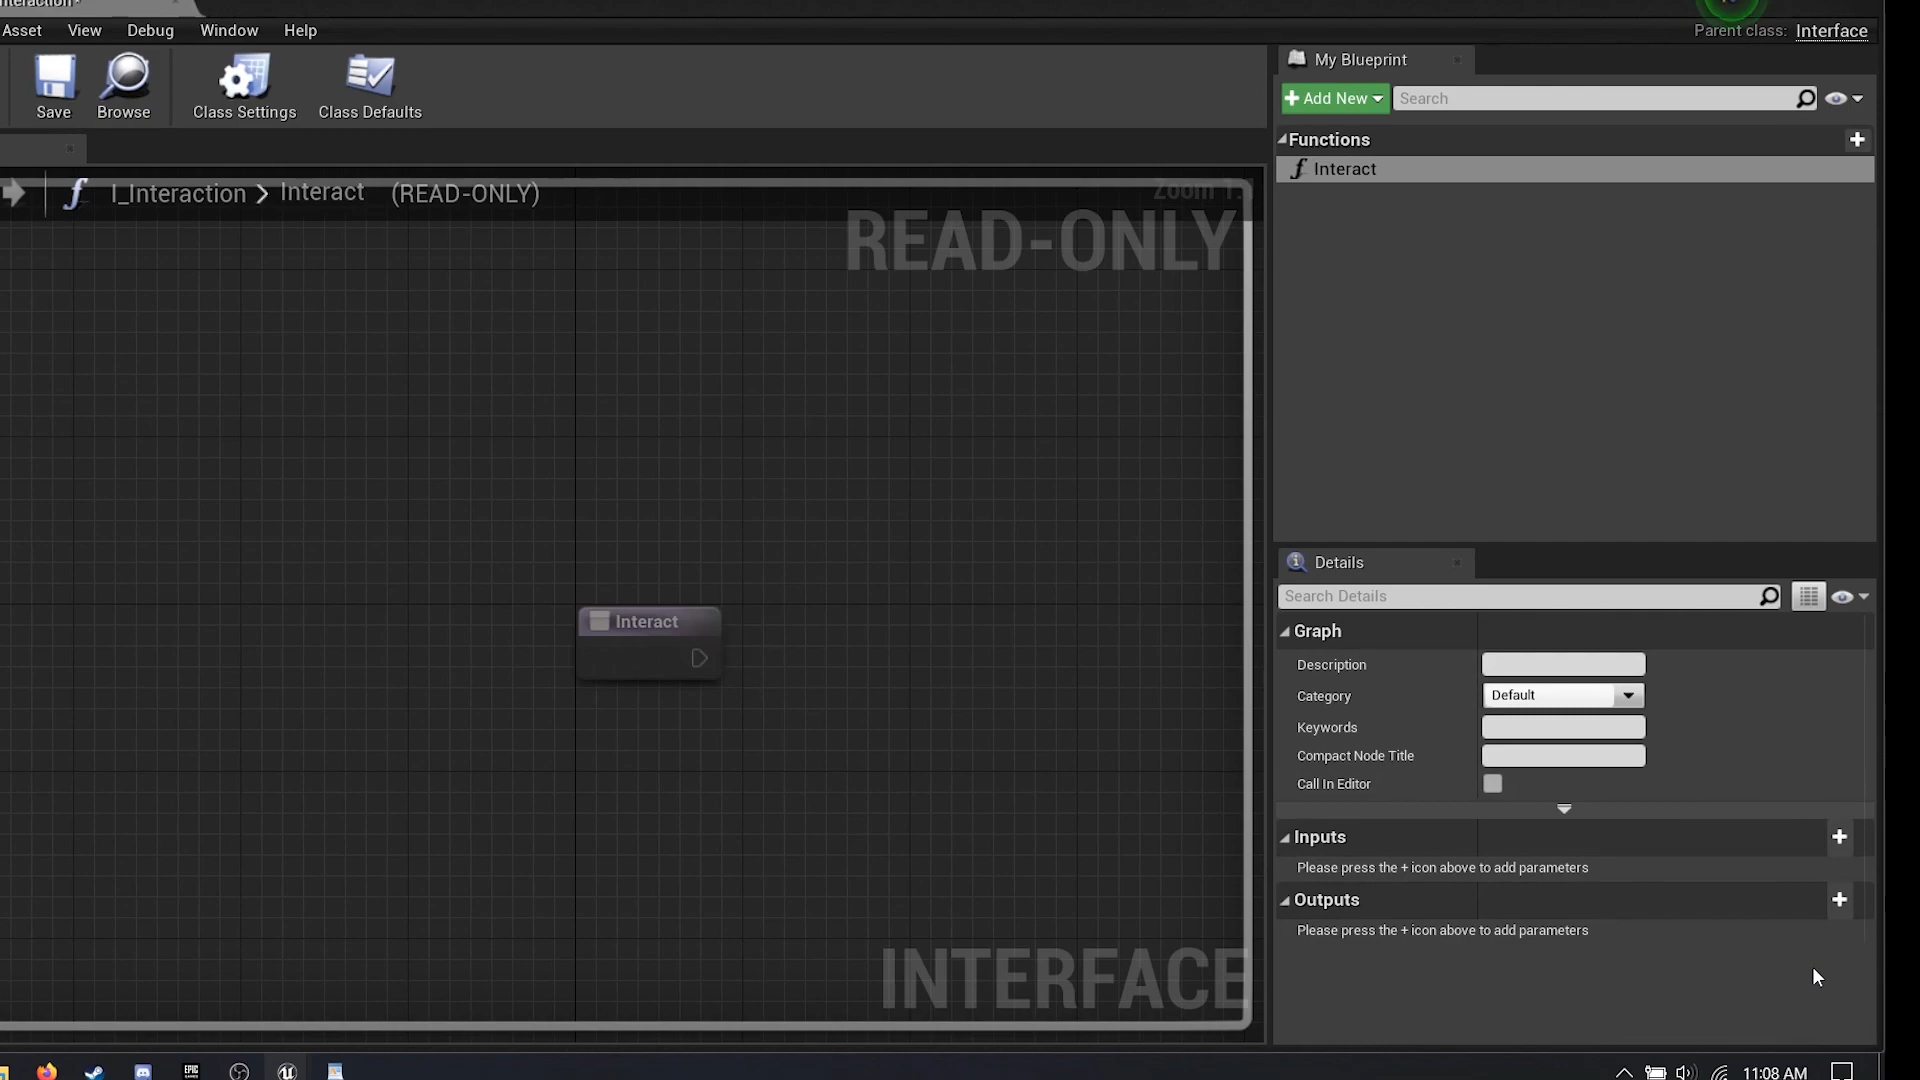 Interaction*
Asset View Debug Window Help
Parent class: Interface
Save Browse Class Settings Class Defaults
My Blueprint
+ Add New Search
Functions
Interact
I_Interaction > Interact (READ-ONLY)
READ-ONLY
Interact
INTERFACE
Details
Search Details
Graph
Description
Category Default
Keywords
Compact Node Title
Call In Editor
Inputs
Please press the + icon above to add parameters
Outputs
Please press the + icon above to add parameters
EPIC
GAMES
11:08 AM